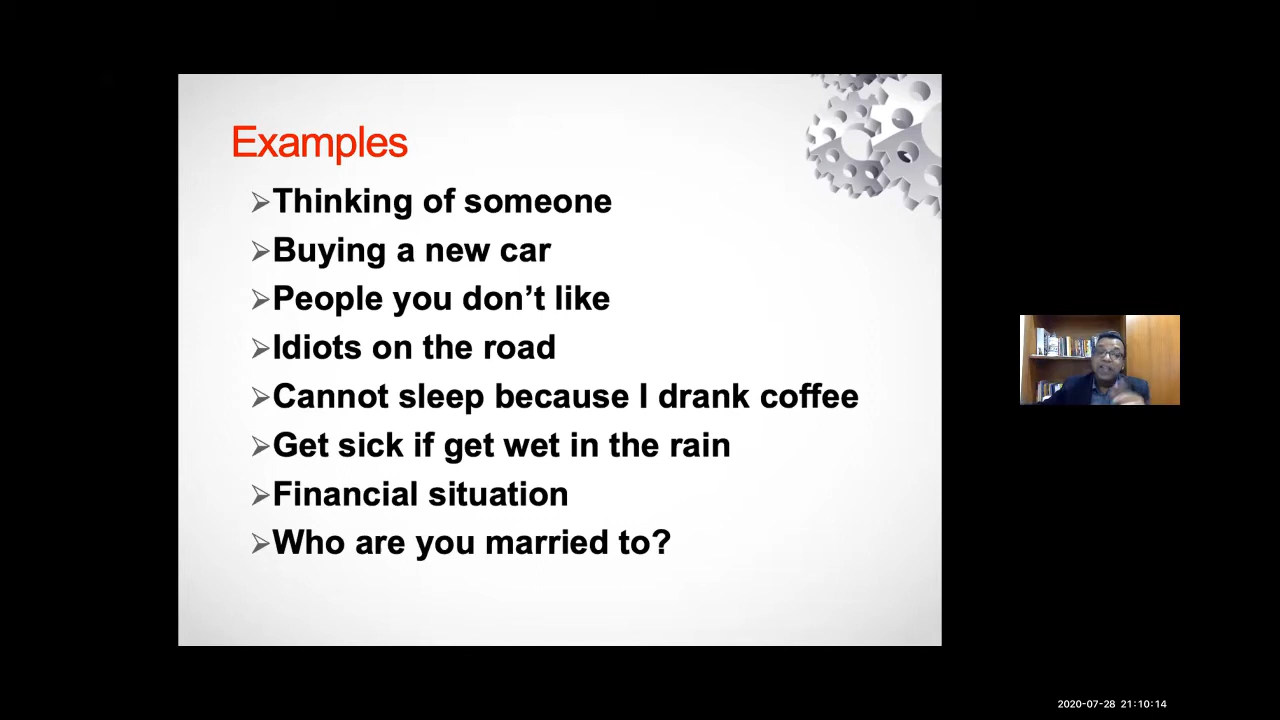 Examples
➢Thinking of someone
➢Buying a new car
➢People you don’t like
➢Idiots on the road
➢Cannot sleep because I drank coffee
➢Get sick if get wet in the rain
➢Financial situation
➢Who are you married to?
2020-07-28 21:10:14